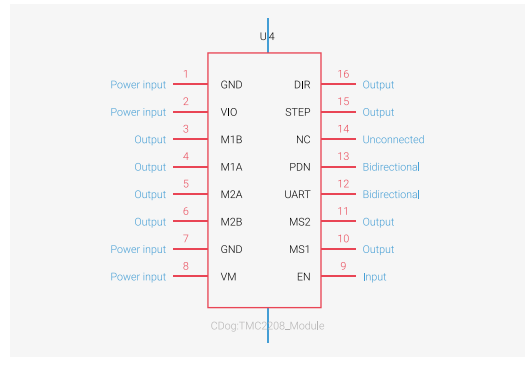 U4
Power input 1 GND DIR 16 Output
Power input 2 VIO STEP 15 Output
Output 3 M1B NC 14 Unconnected
Output 4 M1A PDN 13 Bidirectional
Output 5 M2A UART 12 Bidirectional
Output 6 M2B MS2 11 Output
Power input 7 GND MS1 10 Output
Power input 8 VM EN 9 Input
CDog:TMC2208_Module